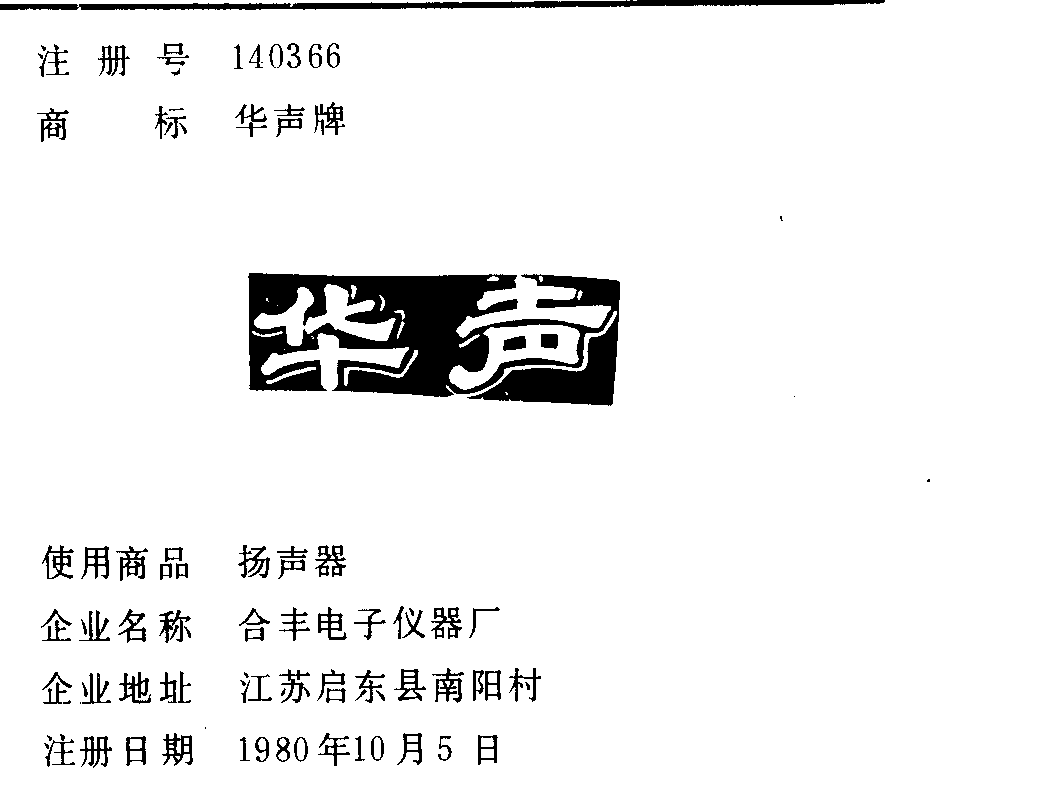 注册号 140366
商标 华声牌
华声
使用商品 扬声器
企业名称 合丰电子仪器厂
企业地址 江苏启东县南阳村
注册日期 1980年10月5日